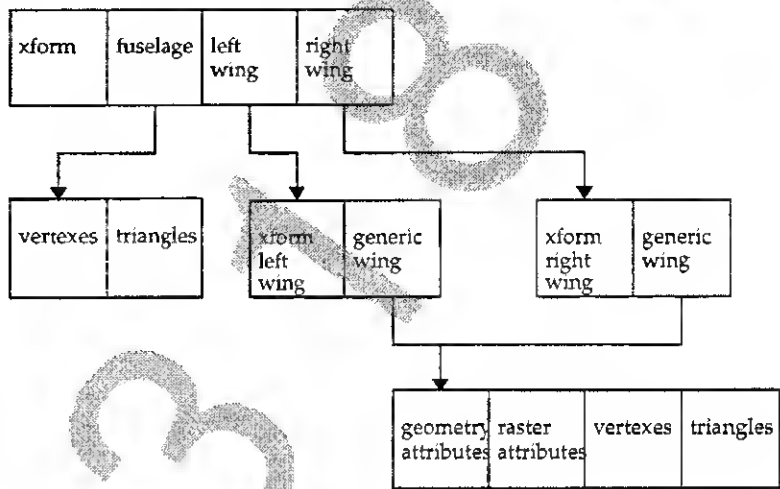 xform
fuselage
left
wing
right
wing
vertexes
triangles
xform
left
wing
generic
wing
xform
right
wing
generic
wing
geometry
attributes
raster
attributes
vertexes
triangles